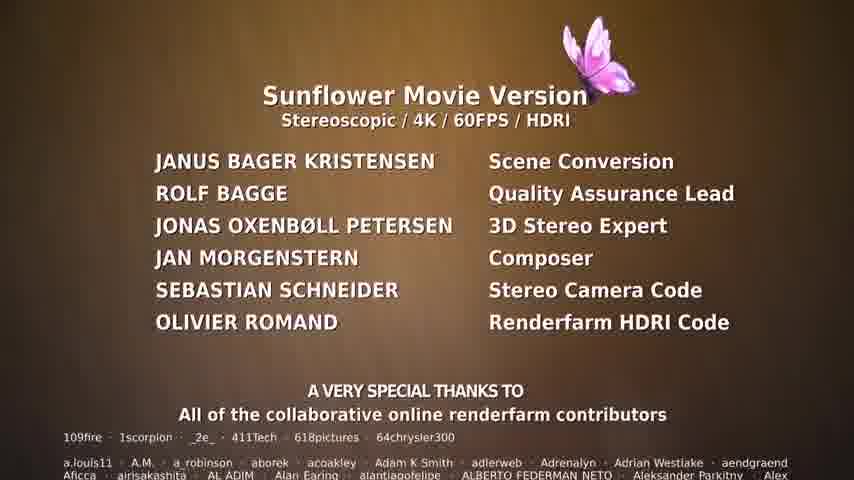 Sunflower Movie Version
Stereoscopic / 4K / 60FPS / HDRI
JANUS BAGER KRISTENSEN Scene Conversion
ROLF BAGGE Quality Assurance Lead
JONAS OXENBØLL PETERSEN 3D Stereo Expert
JAN MORGENSTERN Composer
SEBASTIAN SCHNEIDER Stereo Camera Code
OLIVIER ROMAND Renderfarm HDRI Code
A VERY SPECIAL THANKS TO
All of the collaborative online renderfarm contributors
109fire · 1scorpion · _2e_ · 411Tech · 618pictures · 64chrysler300
a.louis11 · A.M. · a_robinson · aborek · acoakley · Adam K Smith · adlerweb · Adrenalyn · Adrian Westlake · aendgraend
Aficca · airisakashita · AL ADIM · Alan Earing · alantiagofelipe · ALBERTO FEDERMAN NETO · Aleksander Parkitny · Alex